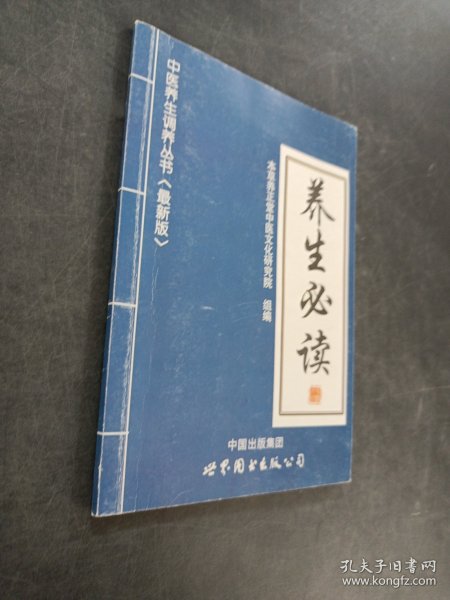 中医养生调养丛书《最新版》
本草养正堂中医文化研究院 组编
养生必读
中国出版集团
世界图书出版公司
孔夫子旧书网
www.kongfz.com